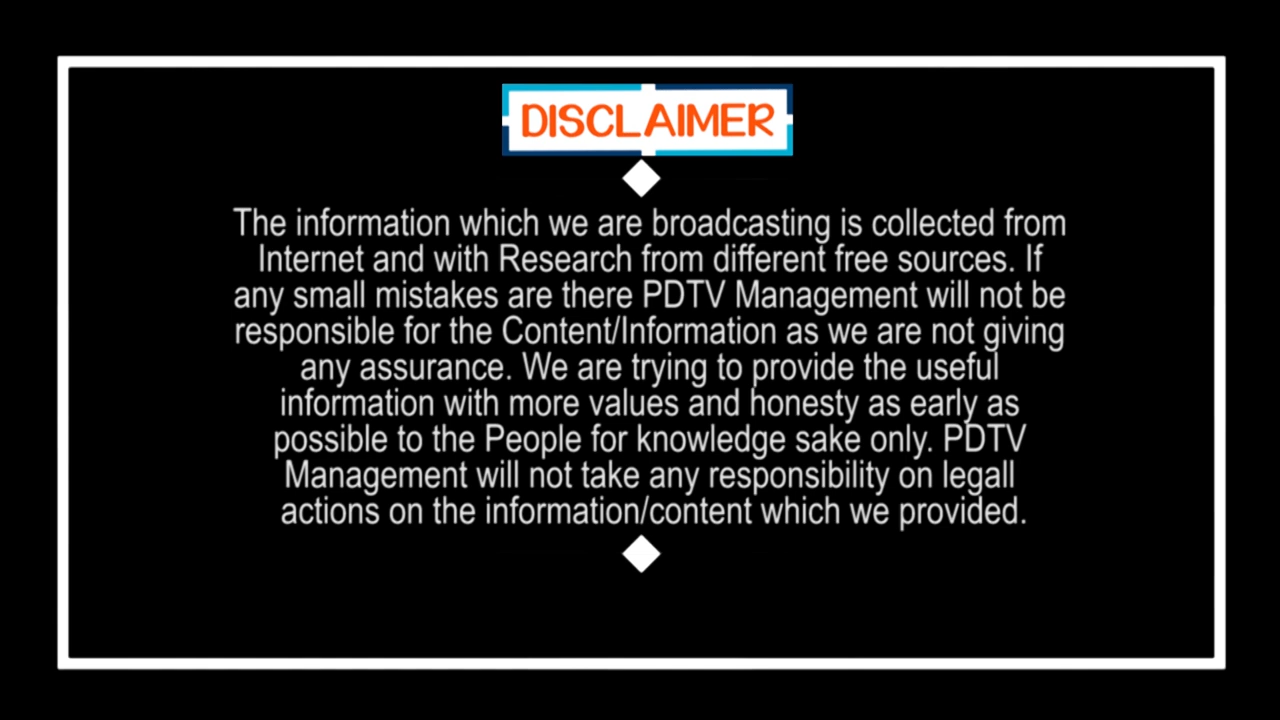 DISCLAIMER
The information which we are broadcasting is collected from
Internet and with Research from different free sources. If
any small mistakes are there PDTV Management will not be
responsible for the Content/Information as we are not giving
any assurance. We are trying to provide the useful
information with more values and honesty as early as
possible to the People for knowledge sake only. PDTV
Management will not take any responsibility on legall
actions on the information/content which we provided.